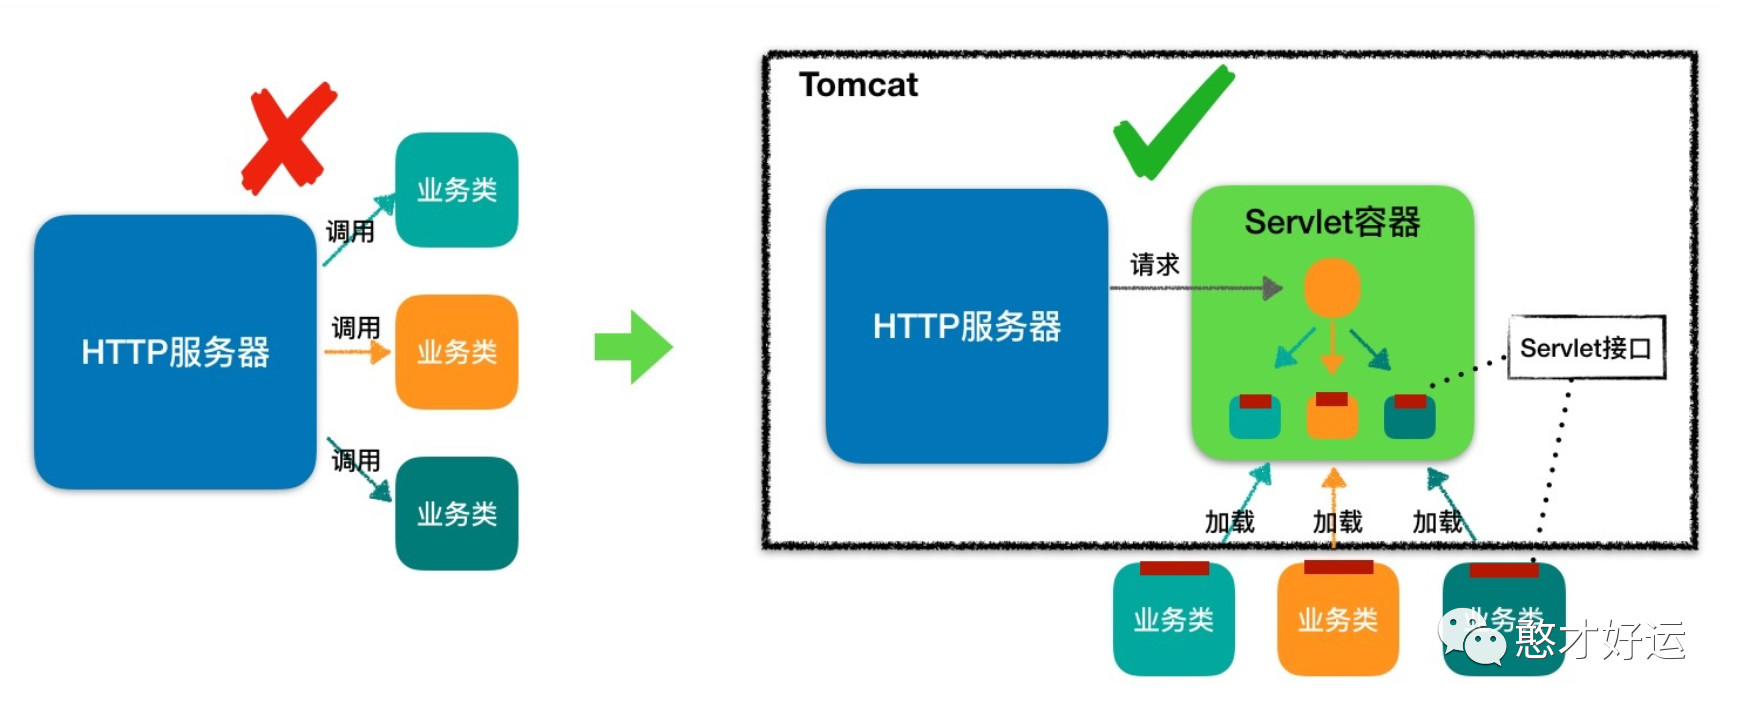 Tomcat
业务类
调用
HTTP服务器
调用
业务类
调用
业务类
HTTP服务器
请求
Servlet容器
Servlet接口
加载
加载
加载
业务类
业务类
业务类
憨才好运